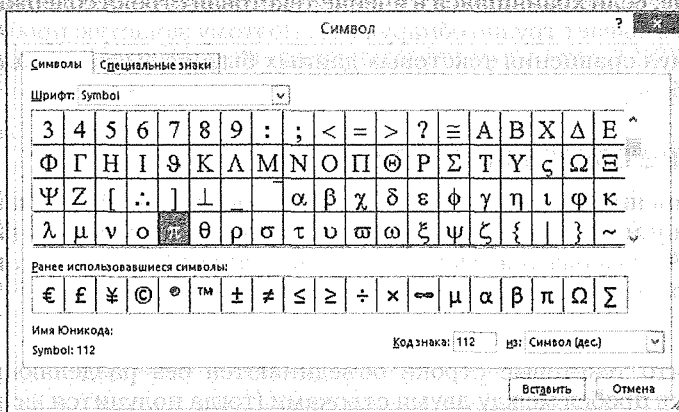 Символ ?
Символы Специальные знаки
Шрифт: Symbol
3 4 5 6 7 8 9 : ; < = > ? ≅ Α Β Χ Δ Ε
Φ Γ Η Ι ϑ Κ Λ Μ Ν Ο Π Θ Ρ Σ Τ Υ ς Ω Ξ
Ψ Ζ [ ∴ ] ⊥ _ ‾ α β χ δ ε φ γ η ι ϕ κ
λ μ ν ο π θ ρ σ τ υ ϖ ω ξ ψ ζ { | } ~
Ранее использовавшиеся символы:
€ £ ¥ © ® ™ ± ≠ ≤ ≥ ÷ × ∞ µ α β π Ω ∑
Имя Юникода:
Symbol: 112
Код знака: 112 из: Символ (дес.)
Вставить Отмена